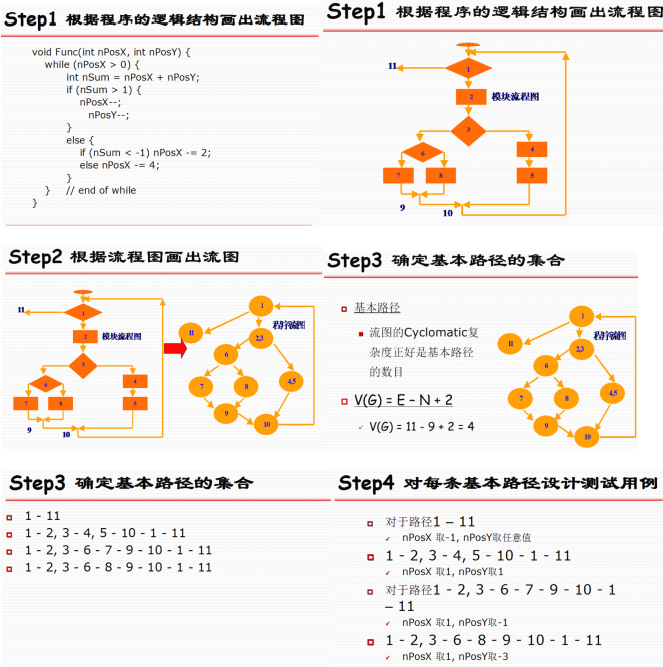 Step1 根据程序的逻辑结构画出流程图
void Func(int nPosX, int nPosY) {
while (nPosX > 0) {
int nSum = nPosX + nPosY;
if (nSum > 1) {
nPosX--;
nPosY--;
}
else {
if (nSum < -1) nPosX -= 2;
else nPosX -= 4;
}
} // end of while
}
Step1 根据程序的逻辑结构画出流程图
11
1
2 模块流程图
3
6
4
7
8
5
9
10
Step2 根据流程图画出流图
11
1
2 模块流程图
3
6
4
7
8
5
9
10
1
程序流图
11
2,3
6
7
8
4,5
9
10
Step3 确定基本路径的集合
基本路径
流图的Cyclomatic复
杂度正好是基本路径
的数目
V(G) = E - N + 2
V(G) = 11 - 9 + 2 = 4
1
程序流图
11
2,3
6
7
8
4,5
9
10
Step3 确定基本路径的集合
1 - 11
1 - 2, 3 - 4, 5 - 10 - 1 - 11
1 - 2, 3 - 6 - 7 - 9 - 10 - 1 - 11
1 - 2, 3 - 6 - 8 - 9 - 10 - 1 - 11
Step4 对每条基本路径设计测试用例
对于路径1 – 11
nPosX 取-1, nPosY取任意值
1 - 2, 3 - 4, 5 - 10 - 1 - 11
nPosX 取1, nPosY取1
对于路径1 - 2, 3 - 6 - 7 - 9 - 10 - 1
– 11
nPosX 取1, nPosY取-1
1 - 2, 3 - 6 - 8 - 9 - 10 - 1 - 11
nPosX 取1, nPosY取-3